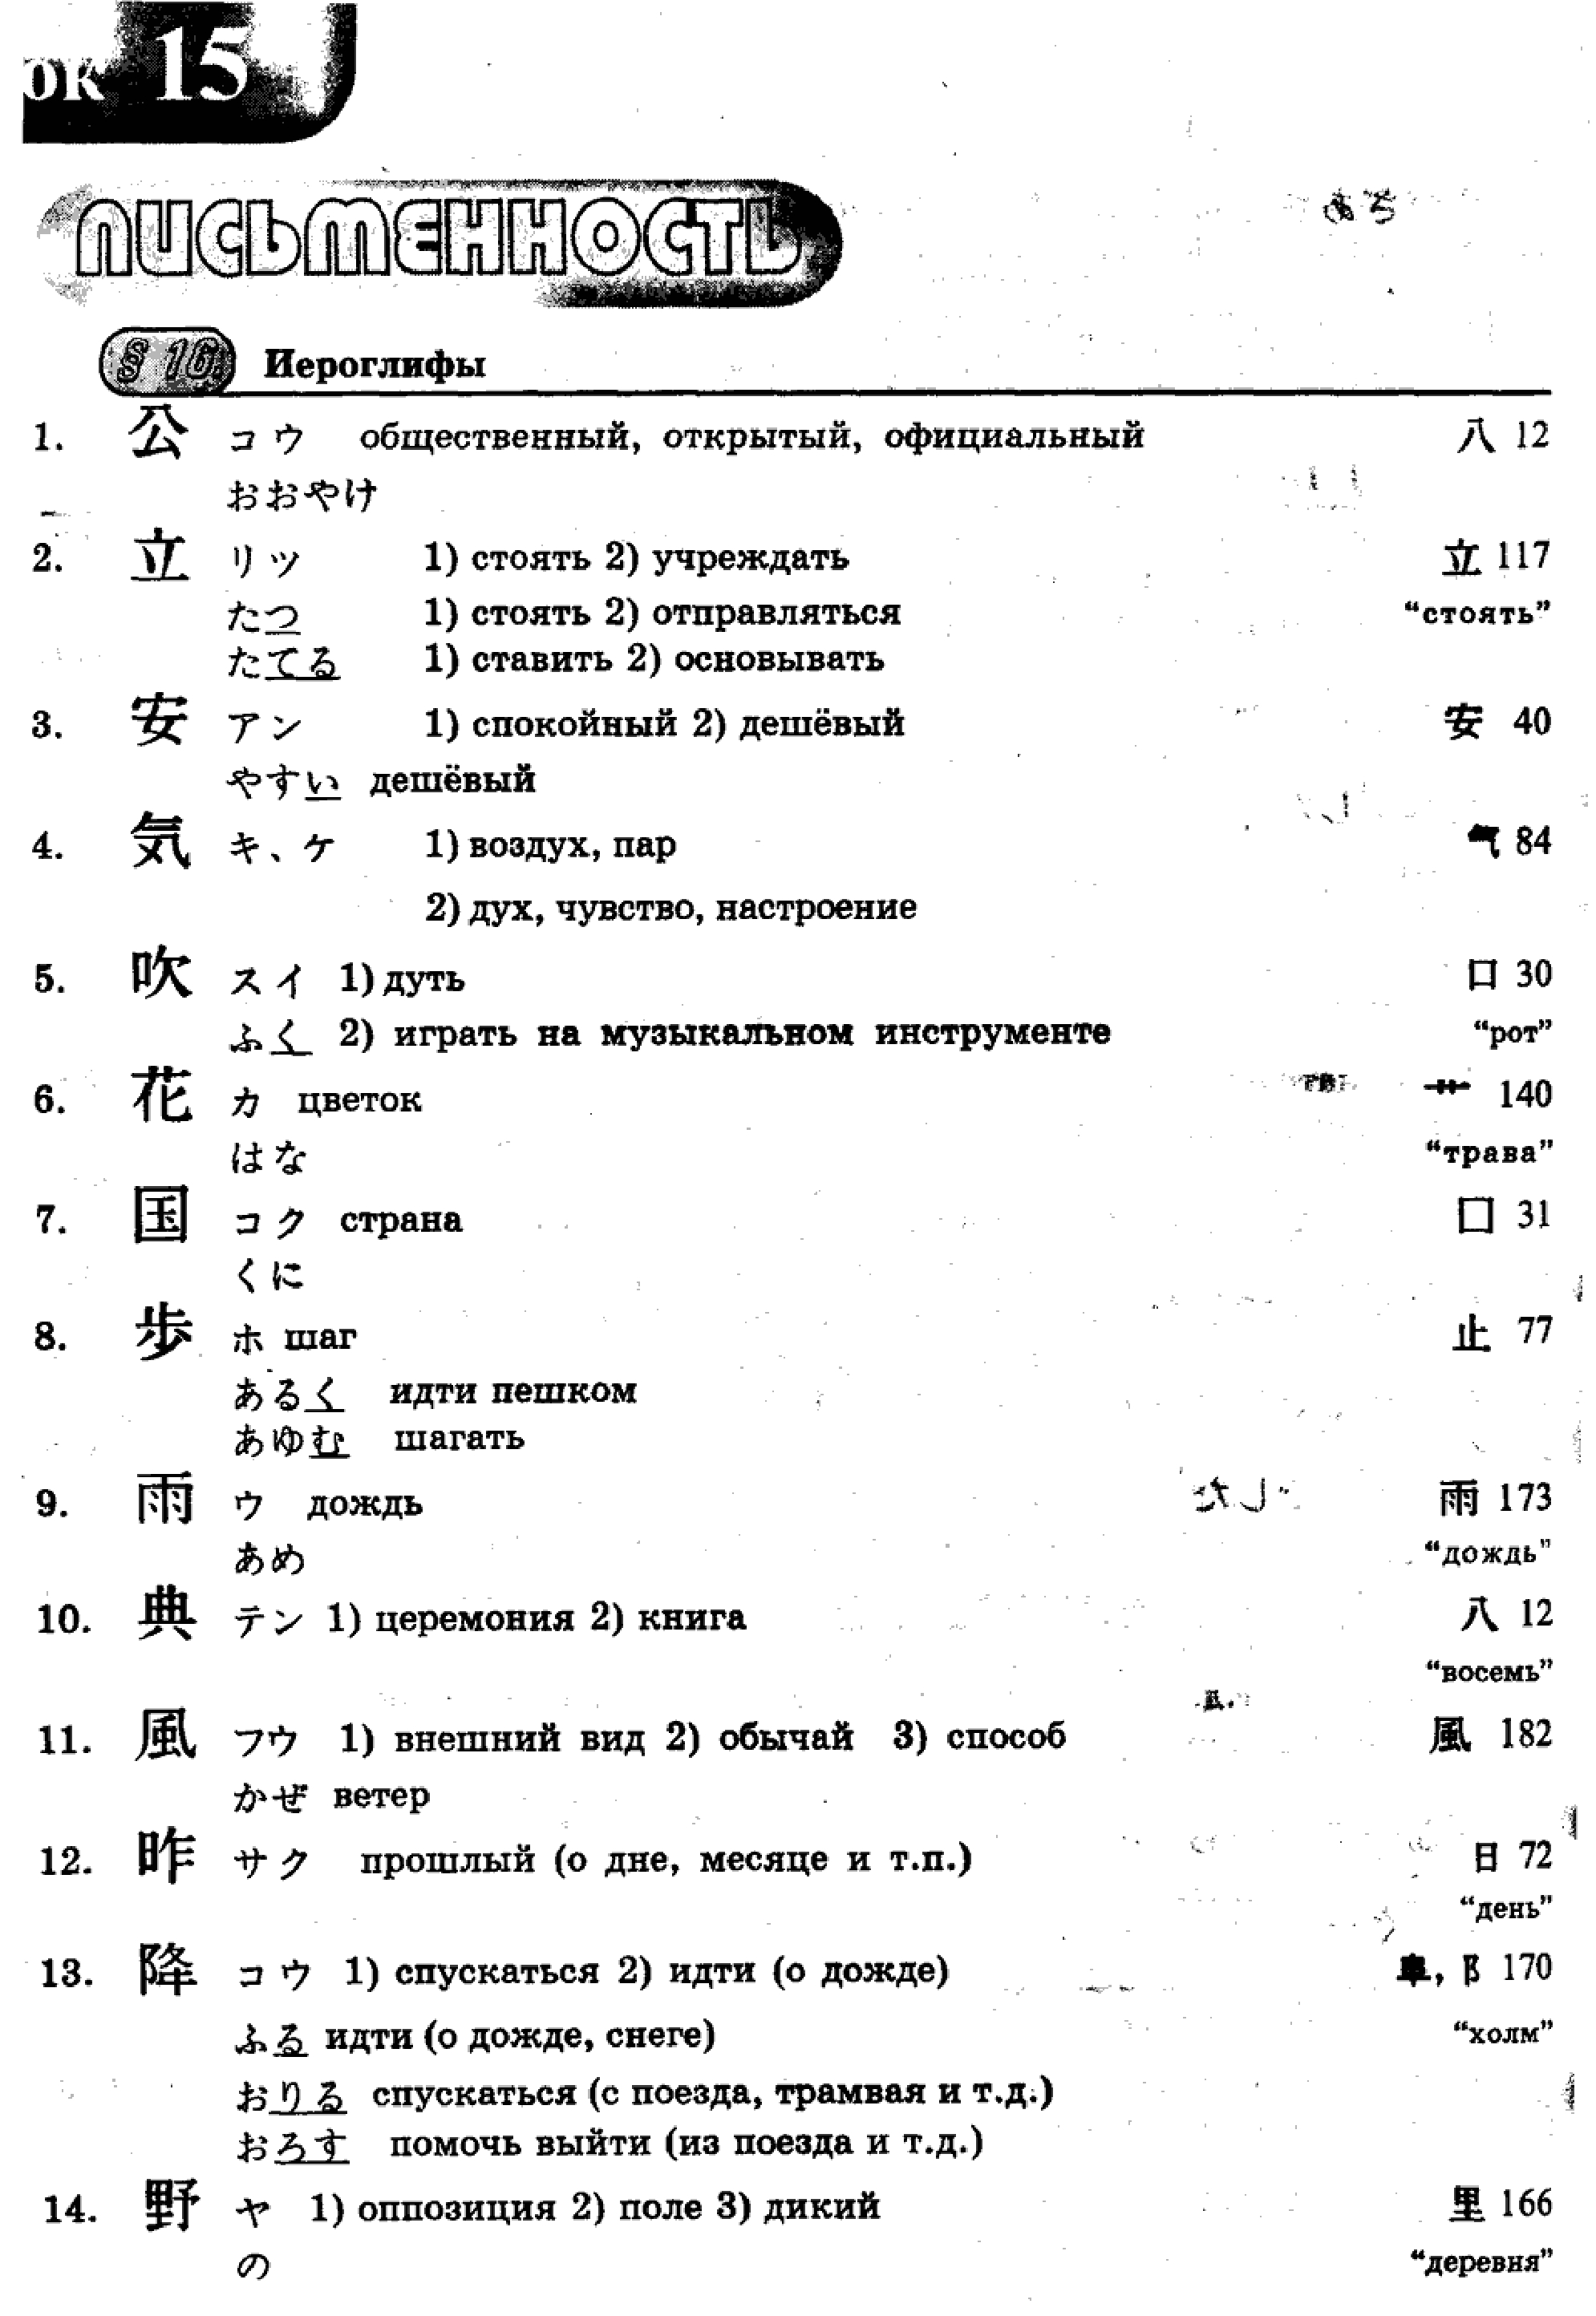 ок 15
ПИСЬМЕННОСТЬ
§ 16. Иероглифы
1. 公 コウ общественный, открытый, официальный 八 12
おおやけ
2. 立 リツ 1) стоять 2) учреждать 立 117
たつ 1) стоять 2) отправляться "стоять"
たてる 1) ставить 2) основывать
3. 安 アン 1) спокойный 2) дешёвый 安 40
やすい дешёвый
4. 気 キ、ケ 1) воздух, пар 气 84
2) дух, чувство, настроение
5. 吹 スイ 1) дуть 口 30
ふく 2) играть на музыкальном инструменте "рот"
6. 花 カ цветок 艹 140
はな "трава"
7. 国 コク страна 囗 31
くに
8. 歩 ホ шаг 止 77
あるく идти пешком
あゆむ шагать
9. 雨 ウ дождь 雨 173
あめ "дождь"
10. 典 テン 1) церемония 2) книга 八 12
"восемь"
11. 風 フウ 1) внешний вид 2) обычай 3) способ 風 182
かぜ ветер
12. 昨 サク прошлый (о дне, месяце и т.п.) 日 72
"день"
13. 降 コウ 1) спускаться 2) идти (о дожде) 阜, 阝 170
ふる идти (о дожде, снеге) "холм"
おりる спускаться (с поезда, трамвая и т.д.)
おろす помочь выйти (из поезда и т.д.)
14. 野 ヤ 1) оппозиция 2) поле 3) дикий 里 166
の "деревня"